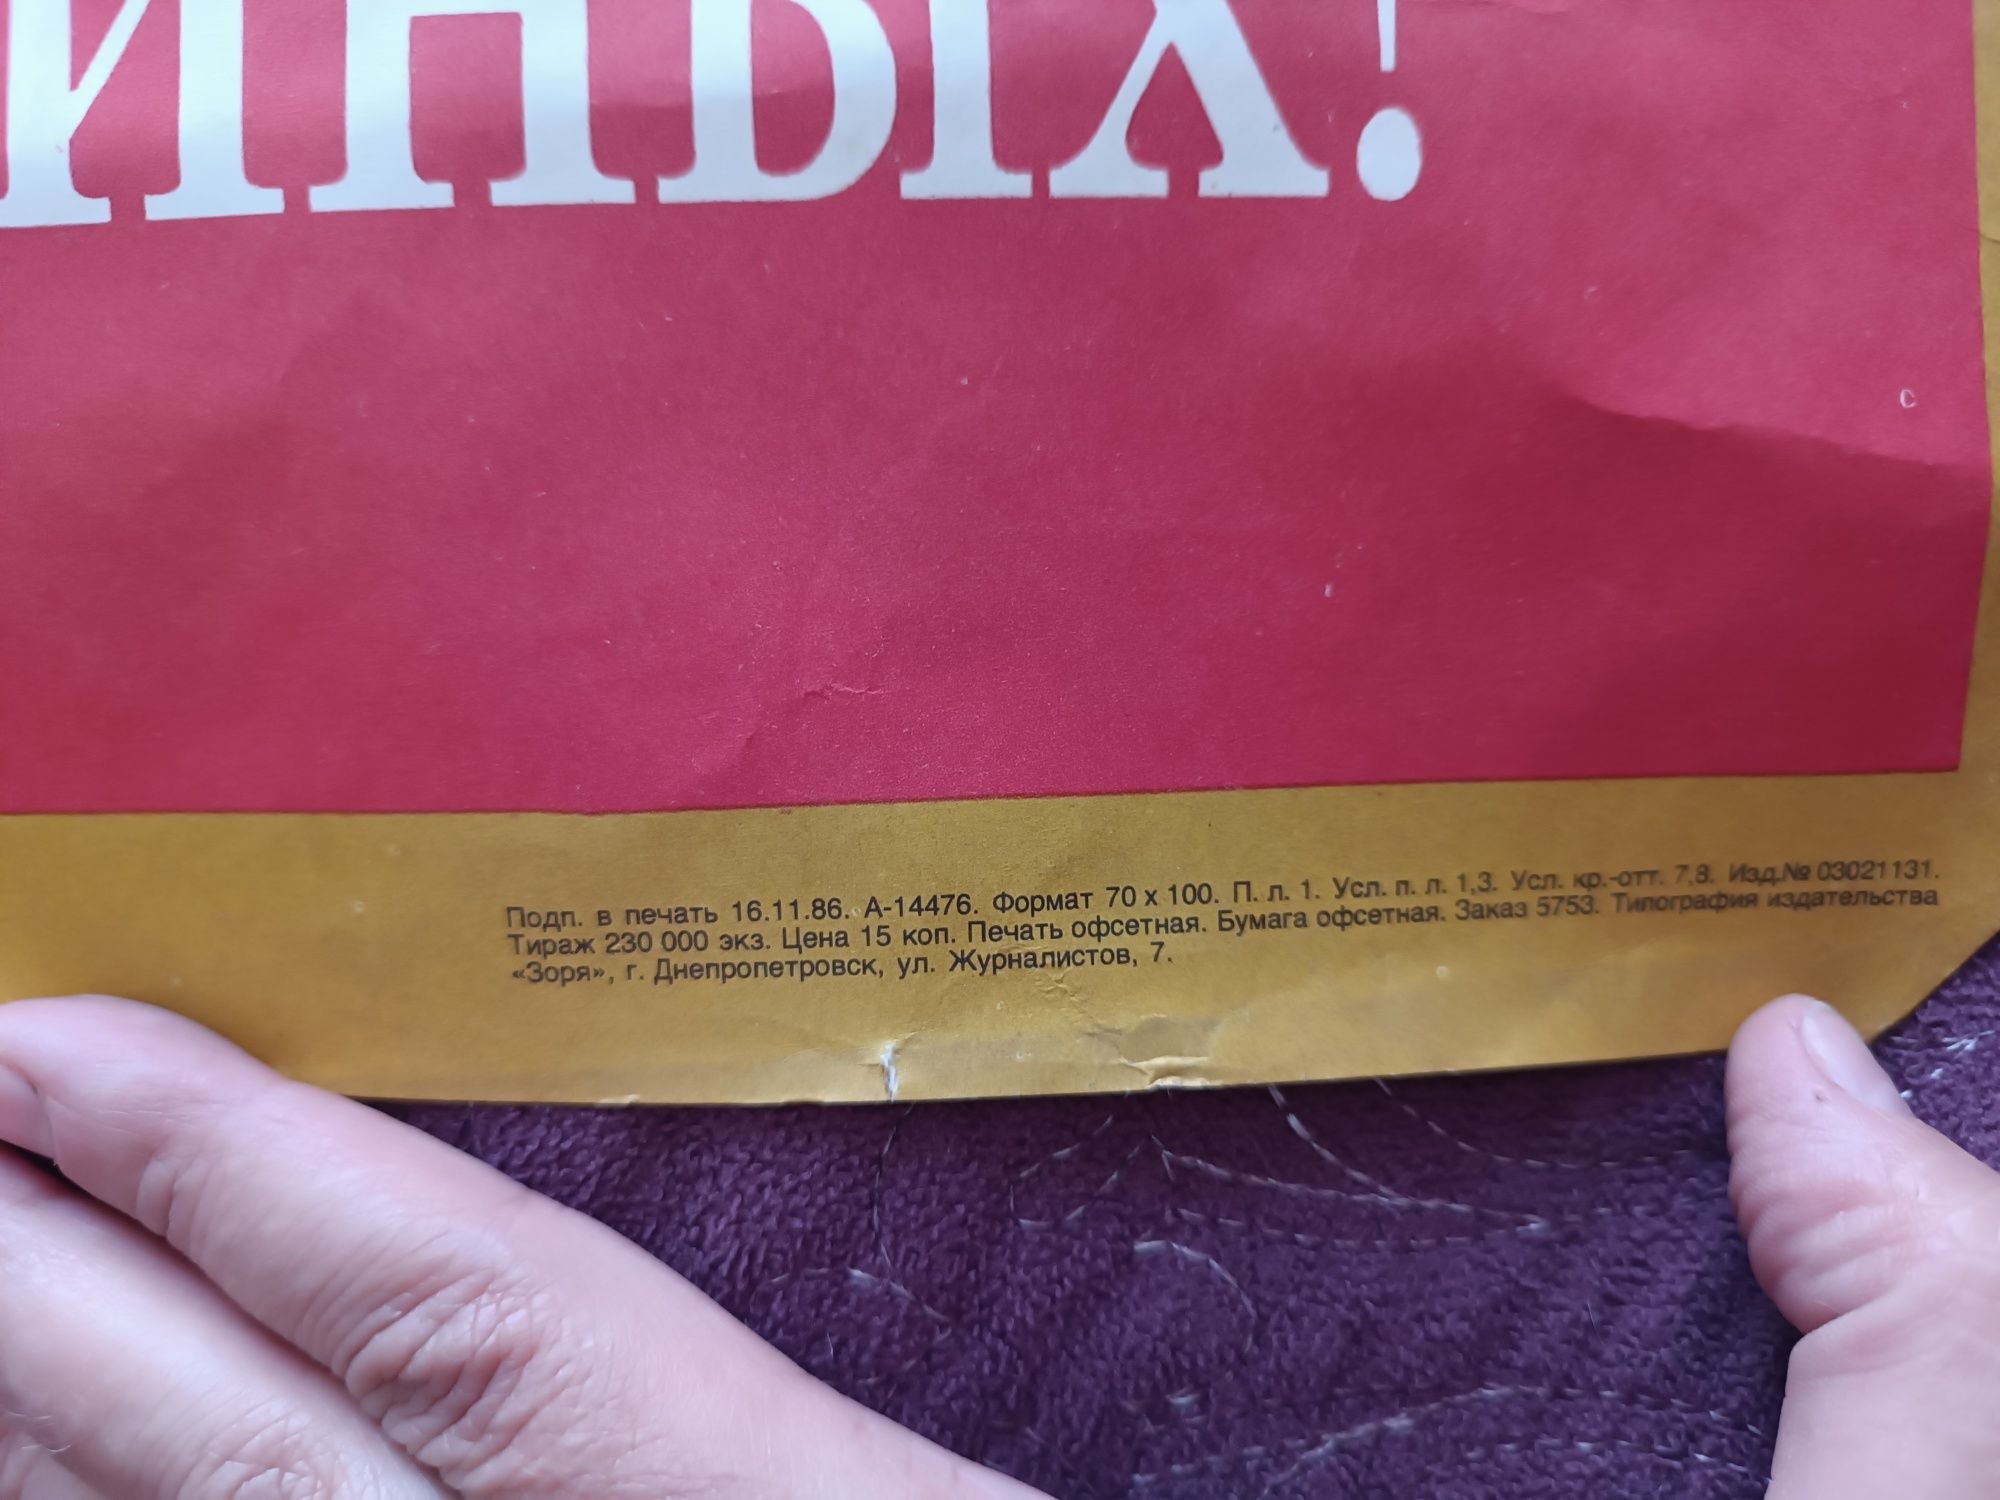 ИНЫХ!
Подп. в печать 16.11.86. А-14476. Формат 70 х 100. П. л. 1. Усл. п. л. 1,3. Усл. кр.-отт. 7,8. Изд.№ 03021131.
Тираж 230 000 экз. Цена 15 коп. Печать офсетная. Бумага офсетная. Заказ 5753. Типография издательства
«Зоря», г. Днепропетровск, ул. Журналистов, 7.